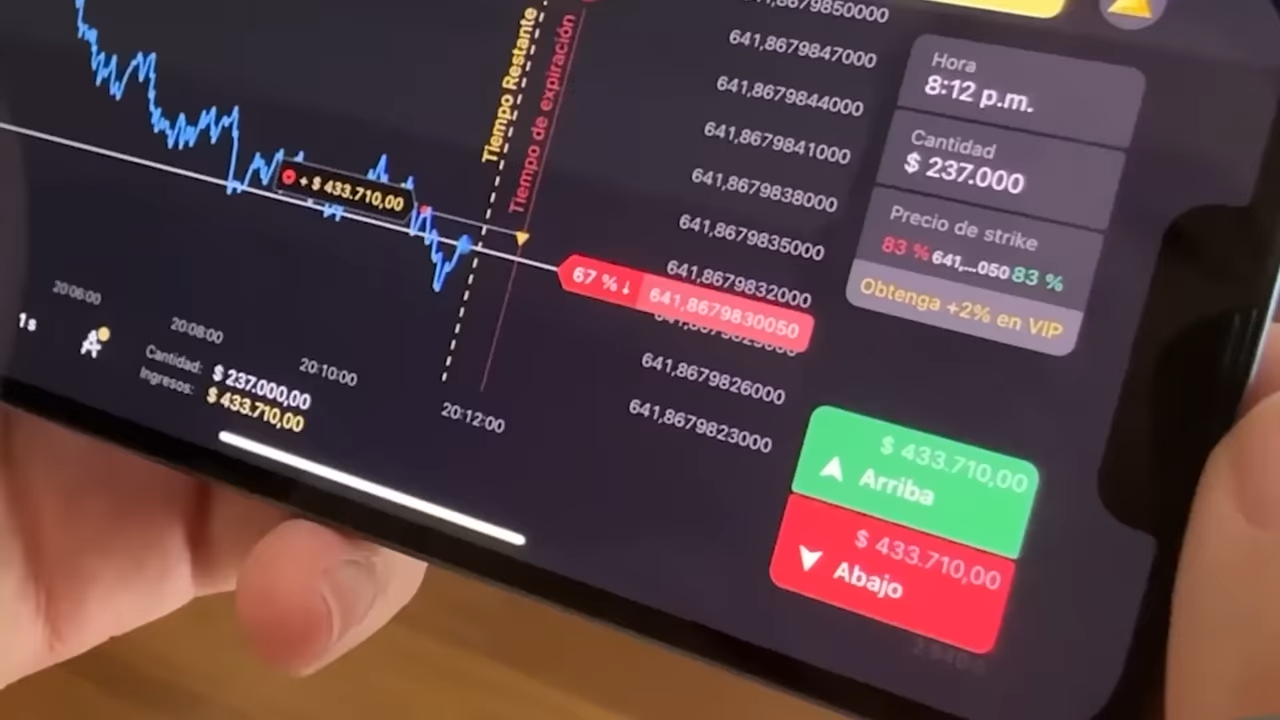 Tiempo Restante
Tiempo de expiración
+ $ 433.710,00
641,8679850000
641,8679847000
641,8679844000
641,8679841000
641,8679838000
641,8679835000
641,8679832000
67 % ↓ 641,8679830050
641,8679826000
641,8679823000
Hora
8:12 p.m.
Cantidad
$ 237.000
Precio de strike
83 % 641,...050 83 %
Obtenga +2% en VIP
$ 433.710,00
Arriba
$ 433.710,00
Abajo
20:06:00
20:08:00
20:10:00
20:12:00
1s
Cantidad: $ 237.000,00
Ingresos: $ 433.710,00